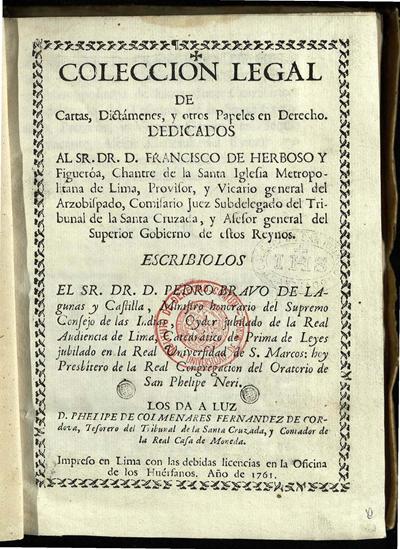 COLECCION LEGAL
DE
Cartas, Dictámenes, y otros Papeles en Derecho.
DEDICADOS
AL SR. DR. D. FRANCISCO DE HERBOSO Y
Figueróa, Chantre de la Santa Iglesia Metropo-
litana de Lima, Provisor, y Vicario general del
Arzobispado, Comisario Juez Subdelegado del Tri-
bunal de la Santa Cruzada, y Asesor general del
Superior Gobierno de estos Reynos.
ESCRIBIOLOS
EL SR. DR. D. PEDRO BRAVO DE LA-
gunas y Castilla, Ministro honorario del Supremo
Consejo de las Indias, Oydor jubilado de la Real
Audiencia de Lima, Catedrático de Prima de Leyes
jubilado en la Real Universidad de S. Marcos: hoy
Presbitero de la Real Congregacion del Oratorio de
San Phelipe Neri.
LOS DA A LUZ
D. PHELIPE DE COLMENARES FERNANDEZ DE COR-
dova, Tesorero del Tribunal de la Santa Cruzada, y Contador de
la Real Casa de Moneda.
Impreso en Lima con las debidas licencias en la Oficina
de los Huérfanos. Año de 1761.